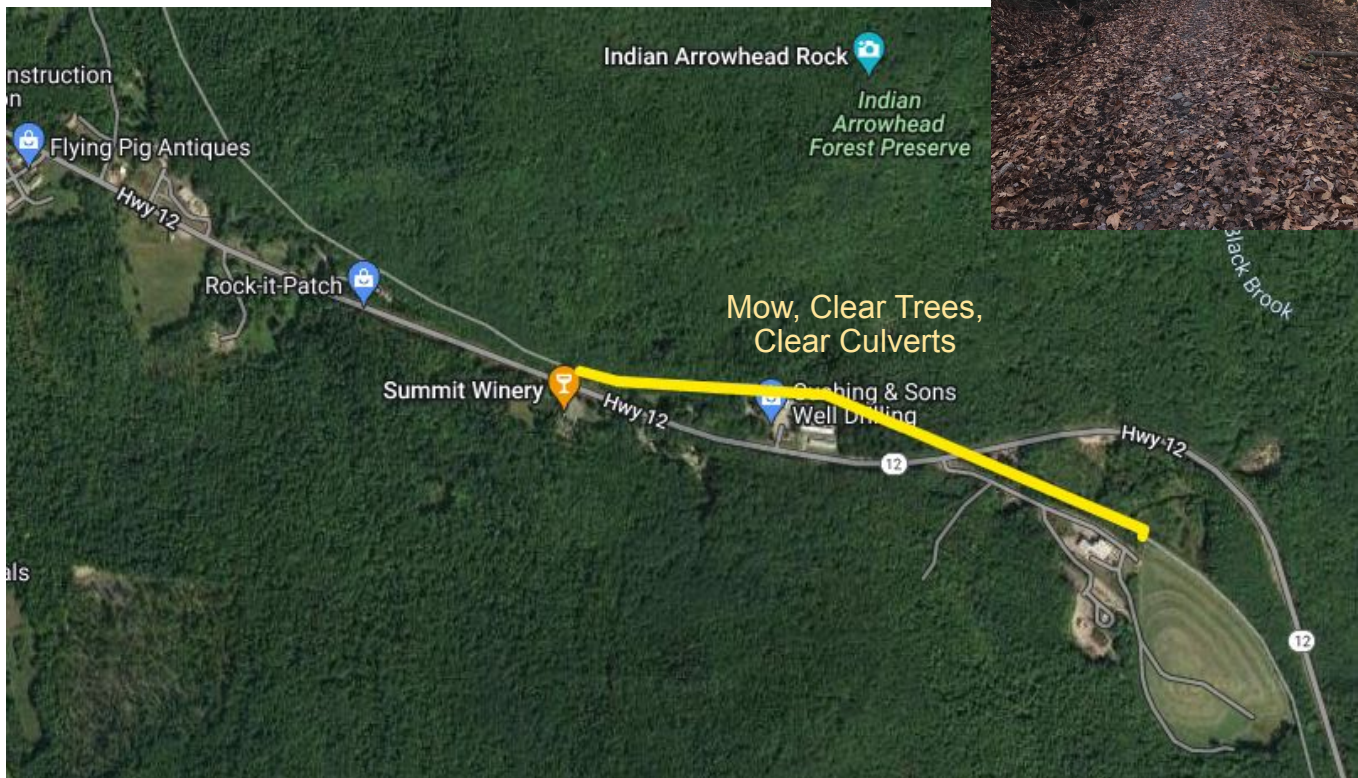 Indian Arrowhead Rock
Indian
Arrowhead
Forest Preserve
nstruction
n
Flying Pig Antiques
Hwy 12
Black Brook
Rock-it-Patch
Mow, Clear Trees,
Clear Culverts
Summit Winery
Hwy 12
& Sons
Well Drilling
Hwy 12
12
als
12